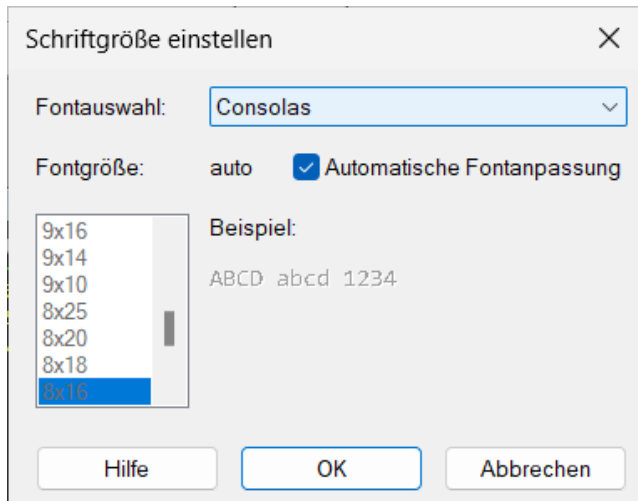 Schriftgröße einstellen
Fontauswahl: Consolas
Fontgröße: auto Automatische Fontanpassung
9x16
9x14
9x10
8x25
8x20
8x18
8x16
Beispiel:
ABCD abcd 1234
Hilfe OK Abbrechen